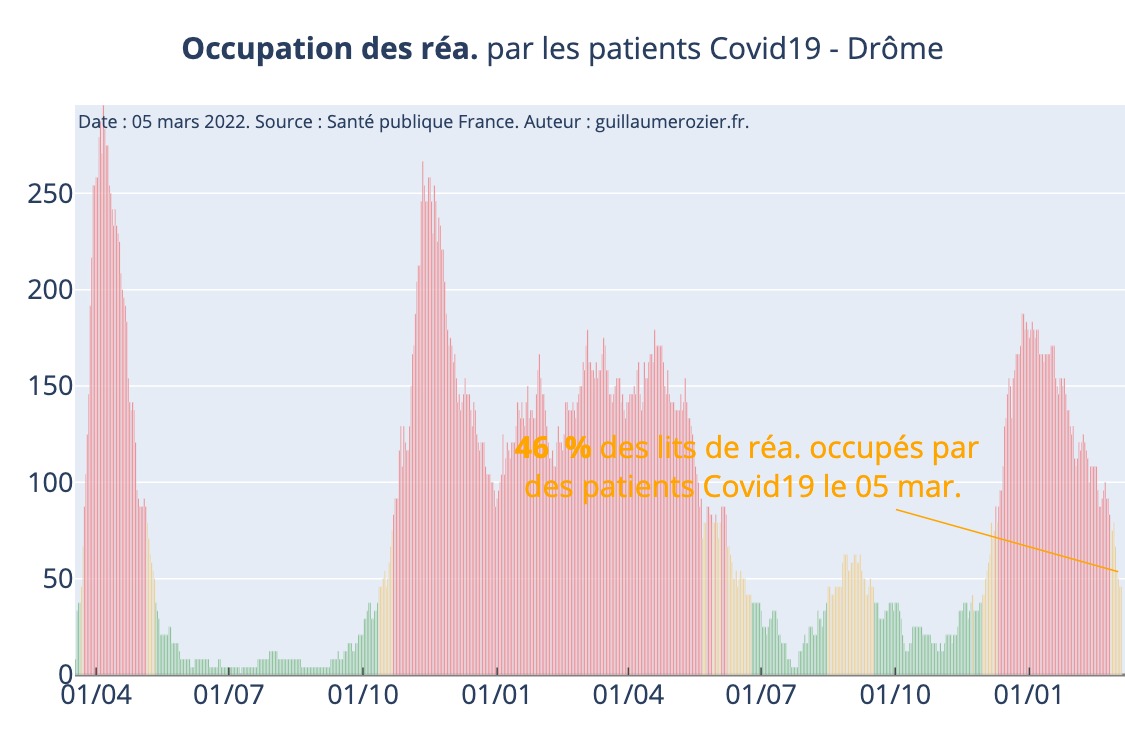 Occupation des réa. par les patients Covid19 - Drôme
Date : 05 mars 2022. Source : Santé publique France. Auteur : guillaumerozier.fr.
250
200
150
46 % des lits de réa. occupés par
des patients Covid19 le 05 mar.
100
50
0
01/04 01/07 01/10 01/01 01/04 01/07 01/10 01/01